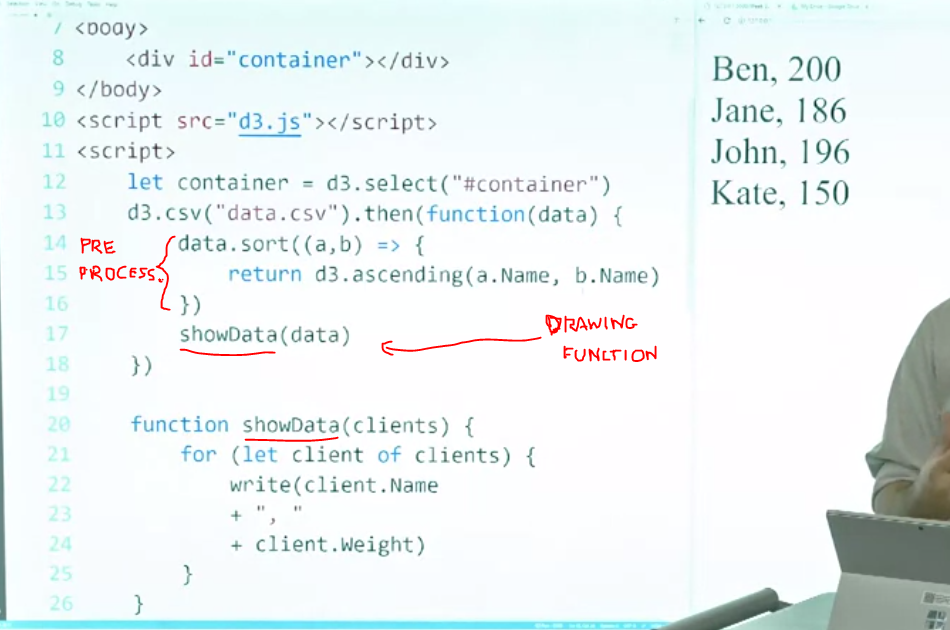 7 <body>
8 <div id="container"></div>
9 </body>
10 <script src="d3.js"></script>
11 <script>
12 let container = d3.select("#container")
13 d3.csv("data.csv").then(function(data) {
14 data.sort((a,b) => {
15 return d3.ascending(a.Name, b.Name)
16 })
17 showData(data)
18 })
19
20 function showData(clients) {
21 for (let client of clients) {
22 write(client.Name
23 + ", "
24 + client.Weight)
25 }
26 }
PRE
PROCESS.
DRAWING
FUNCTION
Ben, 200
Jane, 186
John, 196
Kate, 150